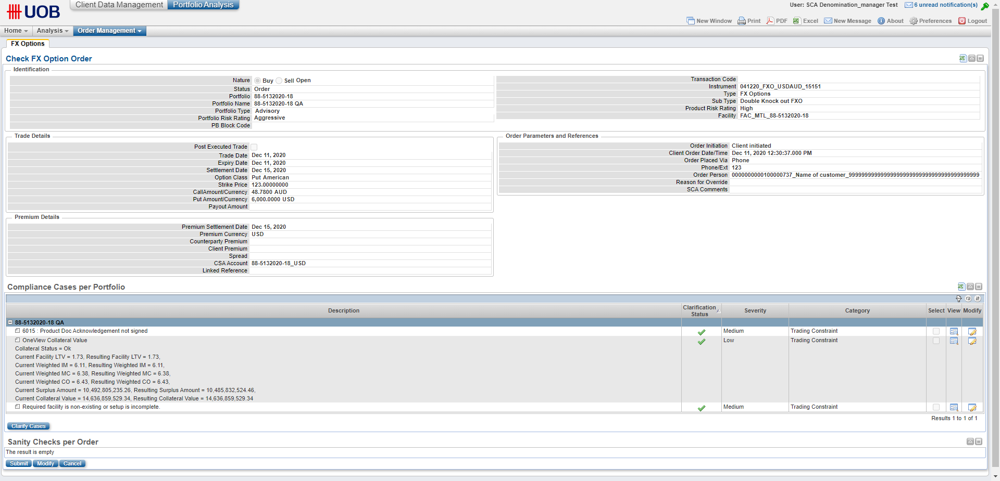 UOB
Client Data Management
Portfolio Analysis
User: SCA Denomination_manager Test
6 unread notification(s)
New Window
Print
PDF
Excel
New Message
About
Preferences
Logout
Home
Analysis
Order Management
FX Options
Check FX Option Order
Identification
Nature Buy Sell Open
Status Order
Portfolio 88-5132020-18
Portfolio Name 88-5132020-18 QA
Portfolio Type Advisory
Portfolio Risk Rating Aggressive
PB Block Code
Transaction Code
Instrument 041220_FXO_USDAUD_15151
Type FX Options
Sub Type Double Knock out FXO
Product Risk Rating High
Facility FAC_MTL_88-5132020-18
Trade Details
Post Executed Trade
Trade Date Dec 11, 2020
Expiry Date Dec 11, 2020
Settlement Date Dec 15, 2020
Option Class Put American
Strike Price 123.00000000
CallAmount/Currency 48.7800 AUD
Put Amount/Currency 6,000.0000 USD
Payout Amount
Order Parameters and References
Order Initiation Client initiated
Client Order Date/Time Dec 11, 2020 12:30:37.000 PM
Order Placed Via Phone
Phone/Ext 123
Order Person 0000000000100000737_Name of customer_99999999999999999999999999999999999999999
Reason for Override
SCA Comments
Premium Details
Premium Settlement Date Dec 15, 2020
Premium Currency USD
Counterparty Premium
Client Premium
Spread
CSA Account 88-5132020-18_USD
Linked Reference
Compliance Cases per Portfolio
Description Clarification Status Severity Category Select View Modify
88-5132020-18 QA
6015 : Product Doc Acknowledgement not signed Medium Trading Constraint
OneView Collateral Value Low Trading Constraint
Collateral Status = Ok
Current Facility LTV = 1.73, Resulting Facility LTV = 1.73,
Current Weighted IM = 6.11, Resulting Weighted IM = 6.11,
Current Weighted MC = 6.38, Resulting Weighted MC = 6.38,
Current Weighted CO = 6.43, Resulting Weighted CO = 6.43,
Current Surplus Amount = 10,492,805,235.26, Resulting Surplus Amount = 10,485,832,524.46,
Current Collateral Value = 14,636,859,529.34, Resulting Collateral Value = 14,636,859,529.34
Required facility is non-existing or setup is incomplete. Medium Trading Constraint
Results 1 to 1 of 1
Clarify Cases
Sanity Checks per Order
The result is empty
Submit
Modify
Cancel